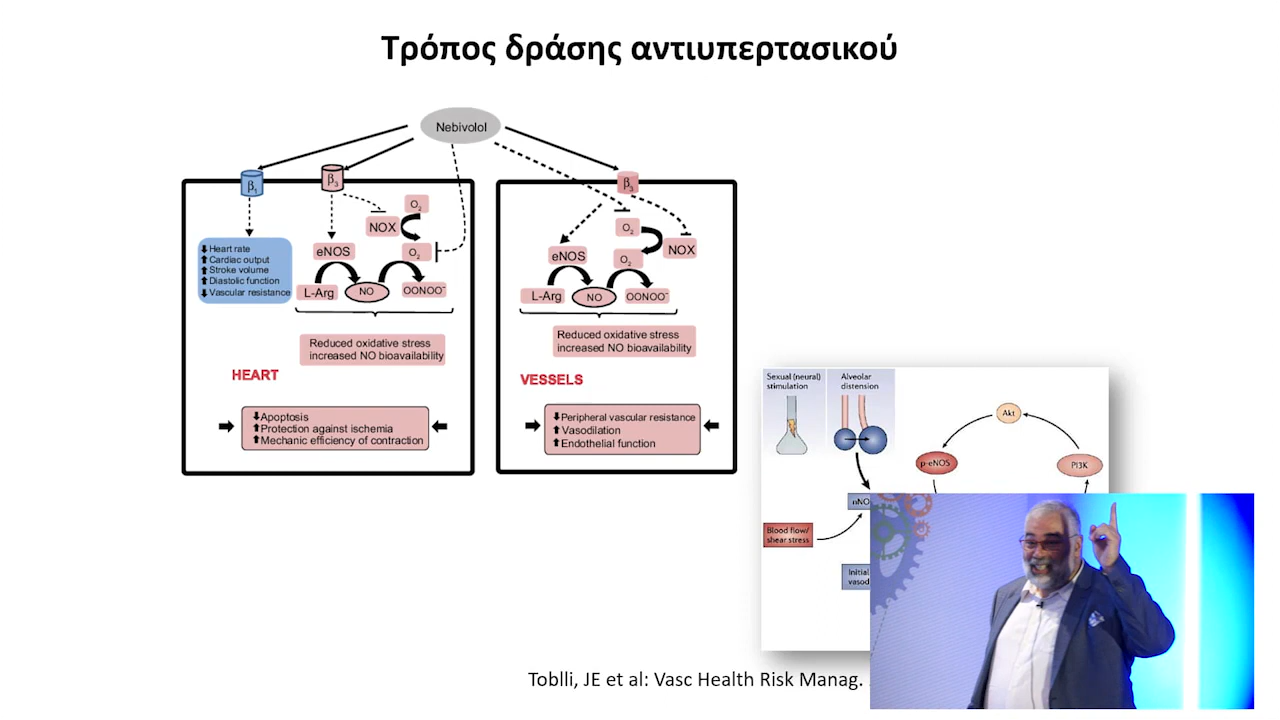 Τρόπος δράσης αντιυπερτασικού
Nebivolol
β1
β3
O2
NOX
eNOS
O2
L-Arg
NO
OONOO⁻
Heart rate
Cardiac output
Stroke volume
Diastolic function
Vascular resistance
Reduced oxidative stress
increased NO bioavailability
HEART
Apoptosis
Protection against ischemia
Mechanic efficiency of contraction
β3
O2
NOX
eNOS
O2
L-Arg
NO
OONOO⁻
Reduced oxidative stress
increased NO bioavailability
VESSELS
Peripheral vascular resistance
Vasodilation
Endothelial function
Sexual (neural)
stimulation
Alveolar
distension
Akt
p-eNOS
PI3K
nNO
Blood flow/
shear stress
Initial
vasod
Toblli, JE et al: Vasc Health Risk Manag.